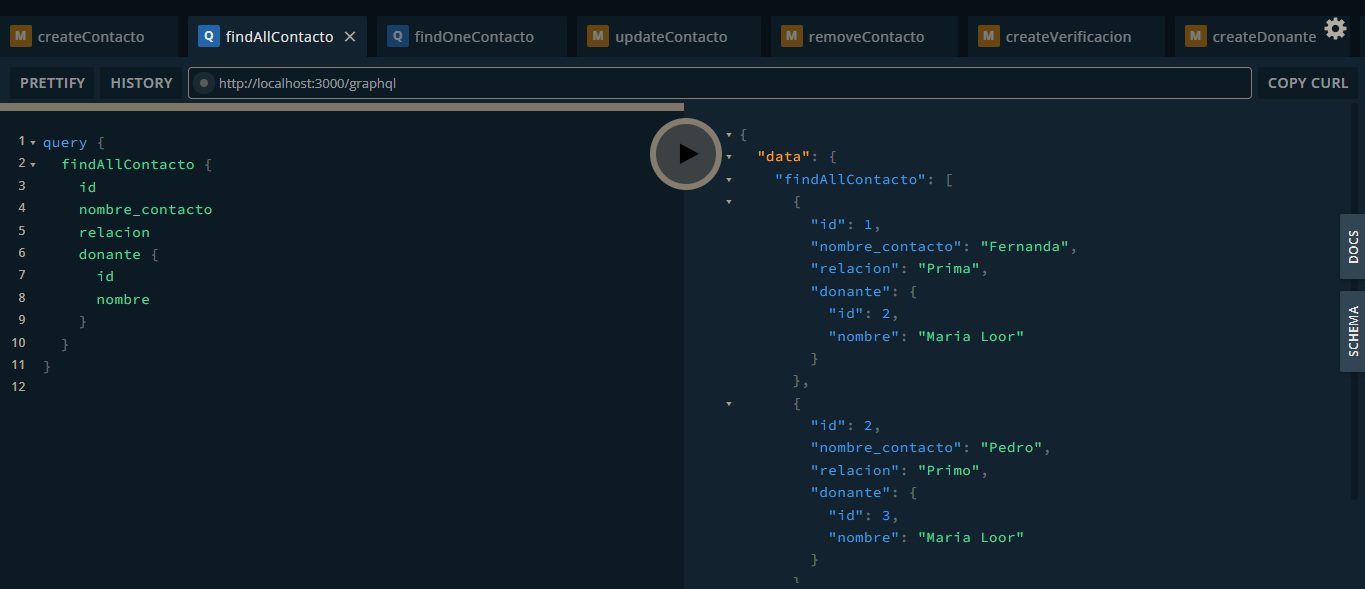 M createContacto Q findAllContacto × Q findOneContacto M updateContacto M removeContacto M createVerificacion M createDonante
PRETTIFY HISTORY http://localhost:3000/graphql COPY CURL
1 query {
2 findAllContacto {
3 id
4 nombre_contacto
5 relacion
6 donante {
7 id
8 nombre
9 }
10 }
11 }
12
{
"data": {
"findAllContacto": [
{
"id": 1,
"nombre_contacto": "Fernanda",
"relacion": "Prima",
"donante": {
"id": 2,
"nombre": "Maria Loor"
}
},
{
"id": 2,
"nombre_contacto": "Pedro",
"relacion": "Primo",
"donante": {
"id": 3,
"nombre": "Maria Loor"
}
}
DOCS
SCHEMA